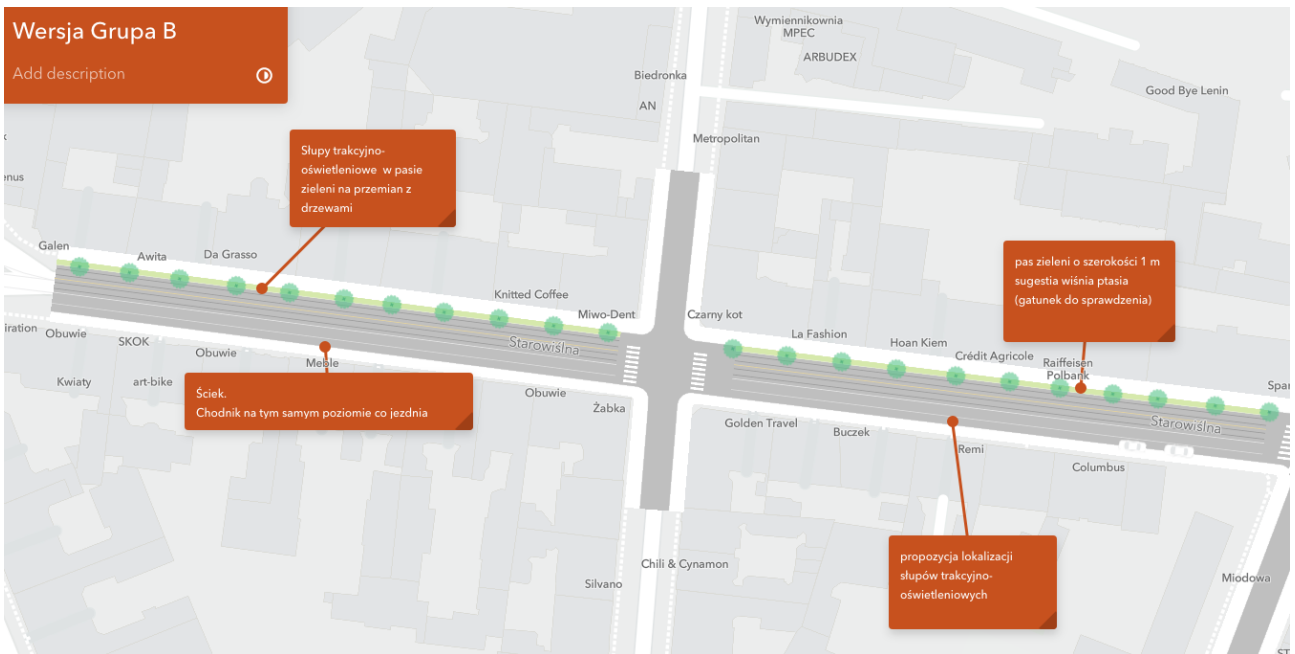 Wersja Grupa B
Add description
Wymiennikownia
MPEC
ARBUDEX
Biedronka
AN
Good Bye Lenin
Metropolitan
Słupy trakcyjno-
oświetleniowe w pasie
zieleni na przemian z
drzewami
enus
Galen
Awita
Da Grasso
Knitted Coffee
Miwo-Dent
Czarny kot
pas zieleni o szerokości 1 m
sugestia wiśnia ptasia
(gatunek do sprawdzenia)
La Fashion
Hoan Kiem
Crédit Agricole
Raiffeisen
Polbank
Span
iration
Obuwie
SKOK
Obuwie
Meble
Starowiślna
Kwiaty
art-bike
Ściek.
Chodnik na tym samym poziomie co jezdnia
Obuwie
Żabka
Golden Travel
Buczek
Remi
Starowiślna
Columbus
propozycja lokalizacji
słupów trakcyjno-
oświetleniowych
Chili & Cynamon
Silvano
Miodowa
ST